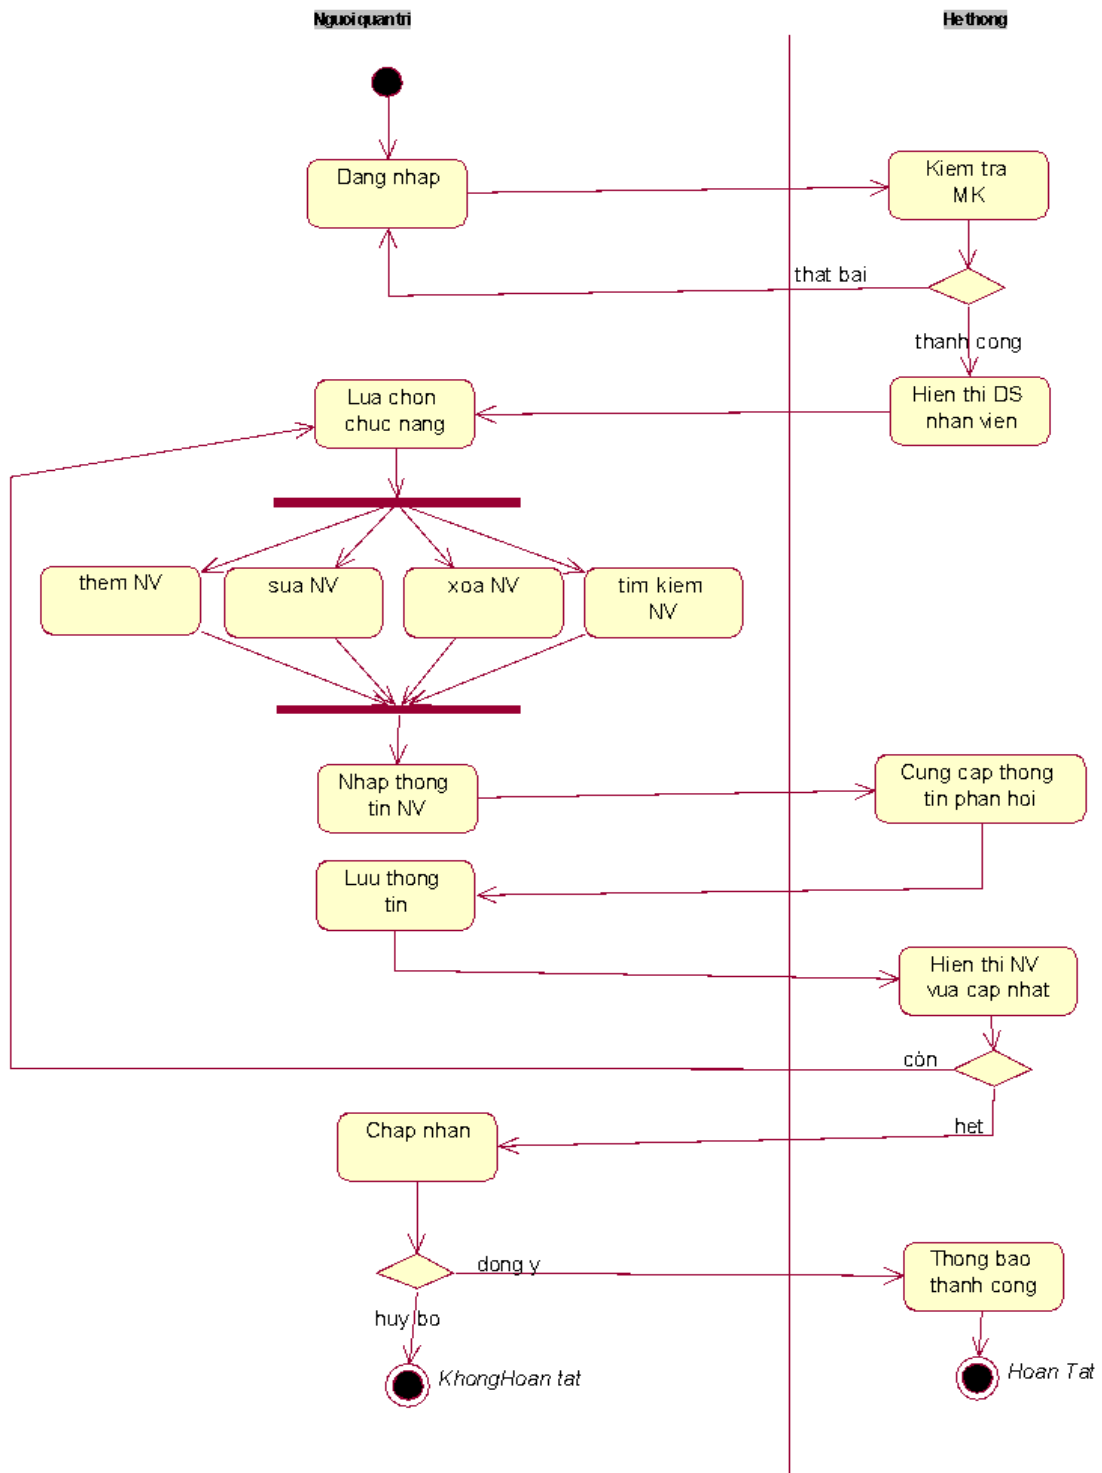 Nguoi quan tri
He thong
Dang nhap
Kiem tra
MK
that bai
thanh cong
Lua chon
chuc nang
Hien thi DS
nhan vien
them NV
sua NV
xoa NV
tim kiem
NV
Nhap thong
tin NV
Cung cap thong
tin phan hoi
Luu thong
tin
Hien thi NV
vua cap nhat
còn
het
Chap nhan
dong y
Thong bao
thanh cong
huy bo
KhongHoan tat
Hoan Tat